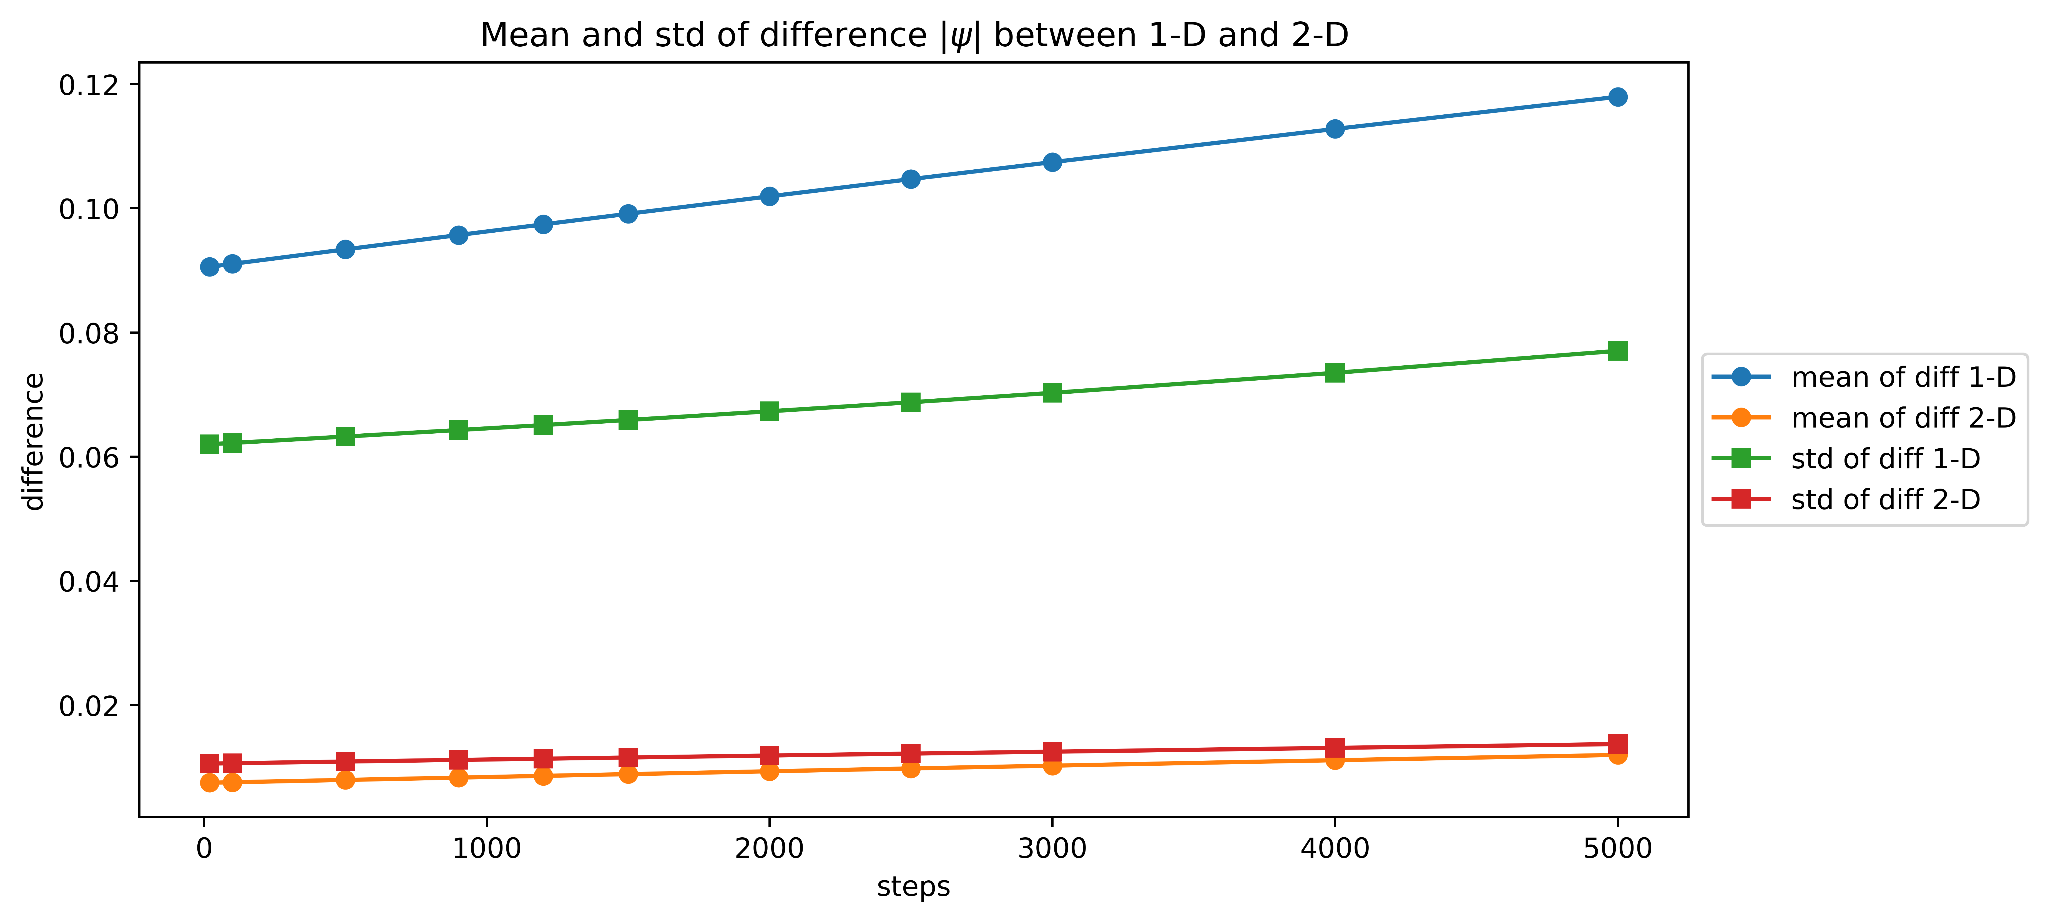 Mean and std of difference |ψ| between 1-D and 2-D
0.12
0.10
0.08
0.06
0.04
0.02
difference
0 1000 2000 3000 4000 5000
steps
mean of diff 1-D
mean of diff 2-D
std of diff 1-D
std of diff 2-D